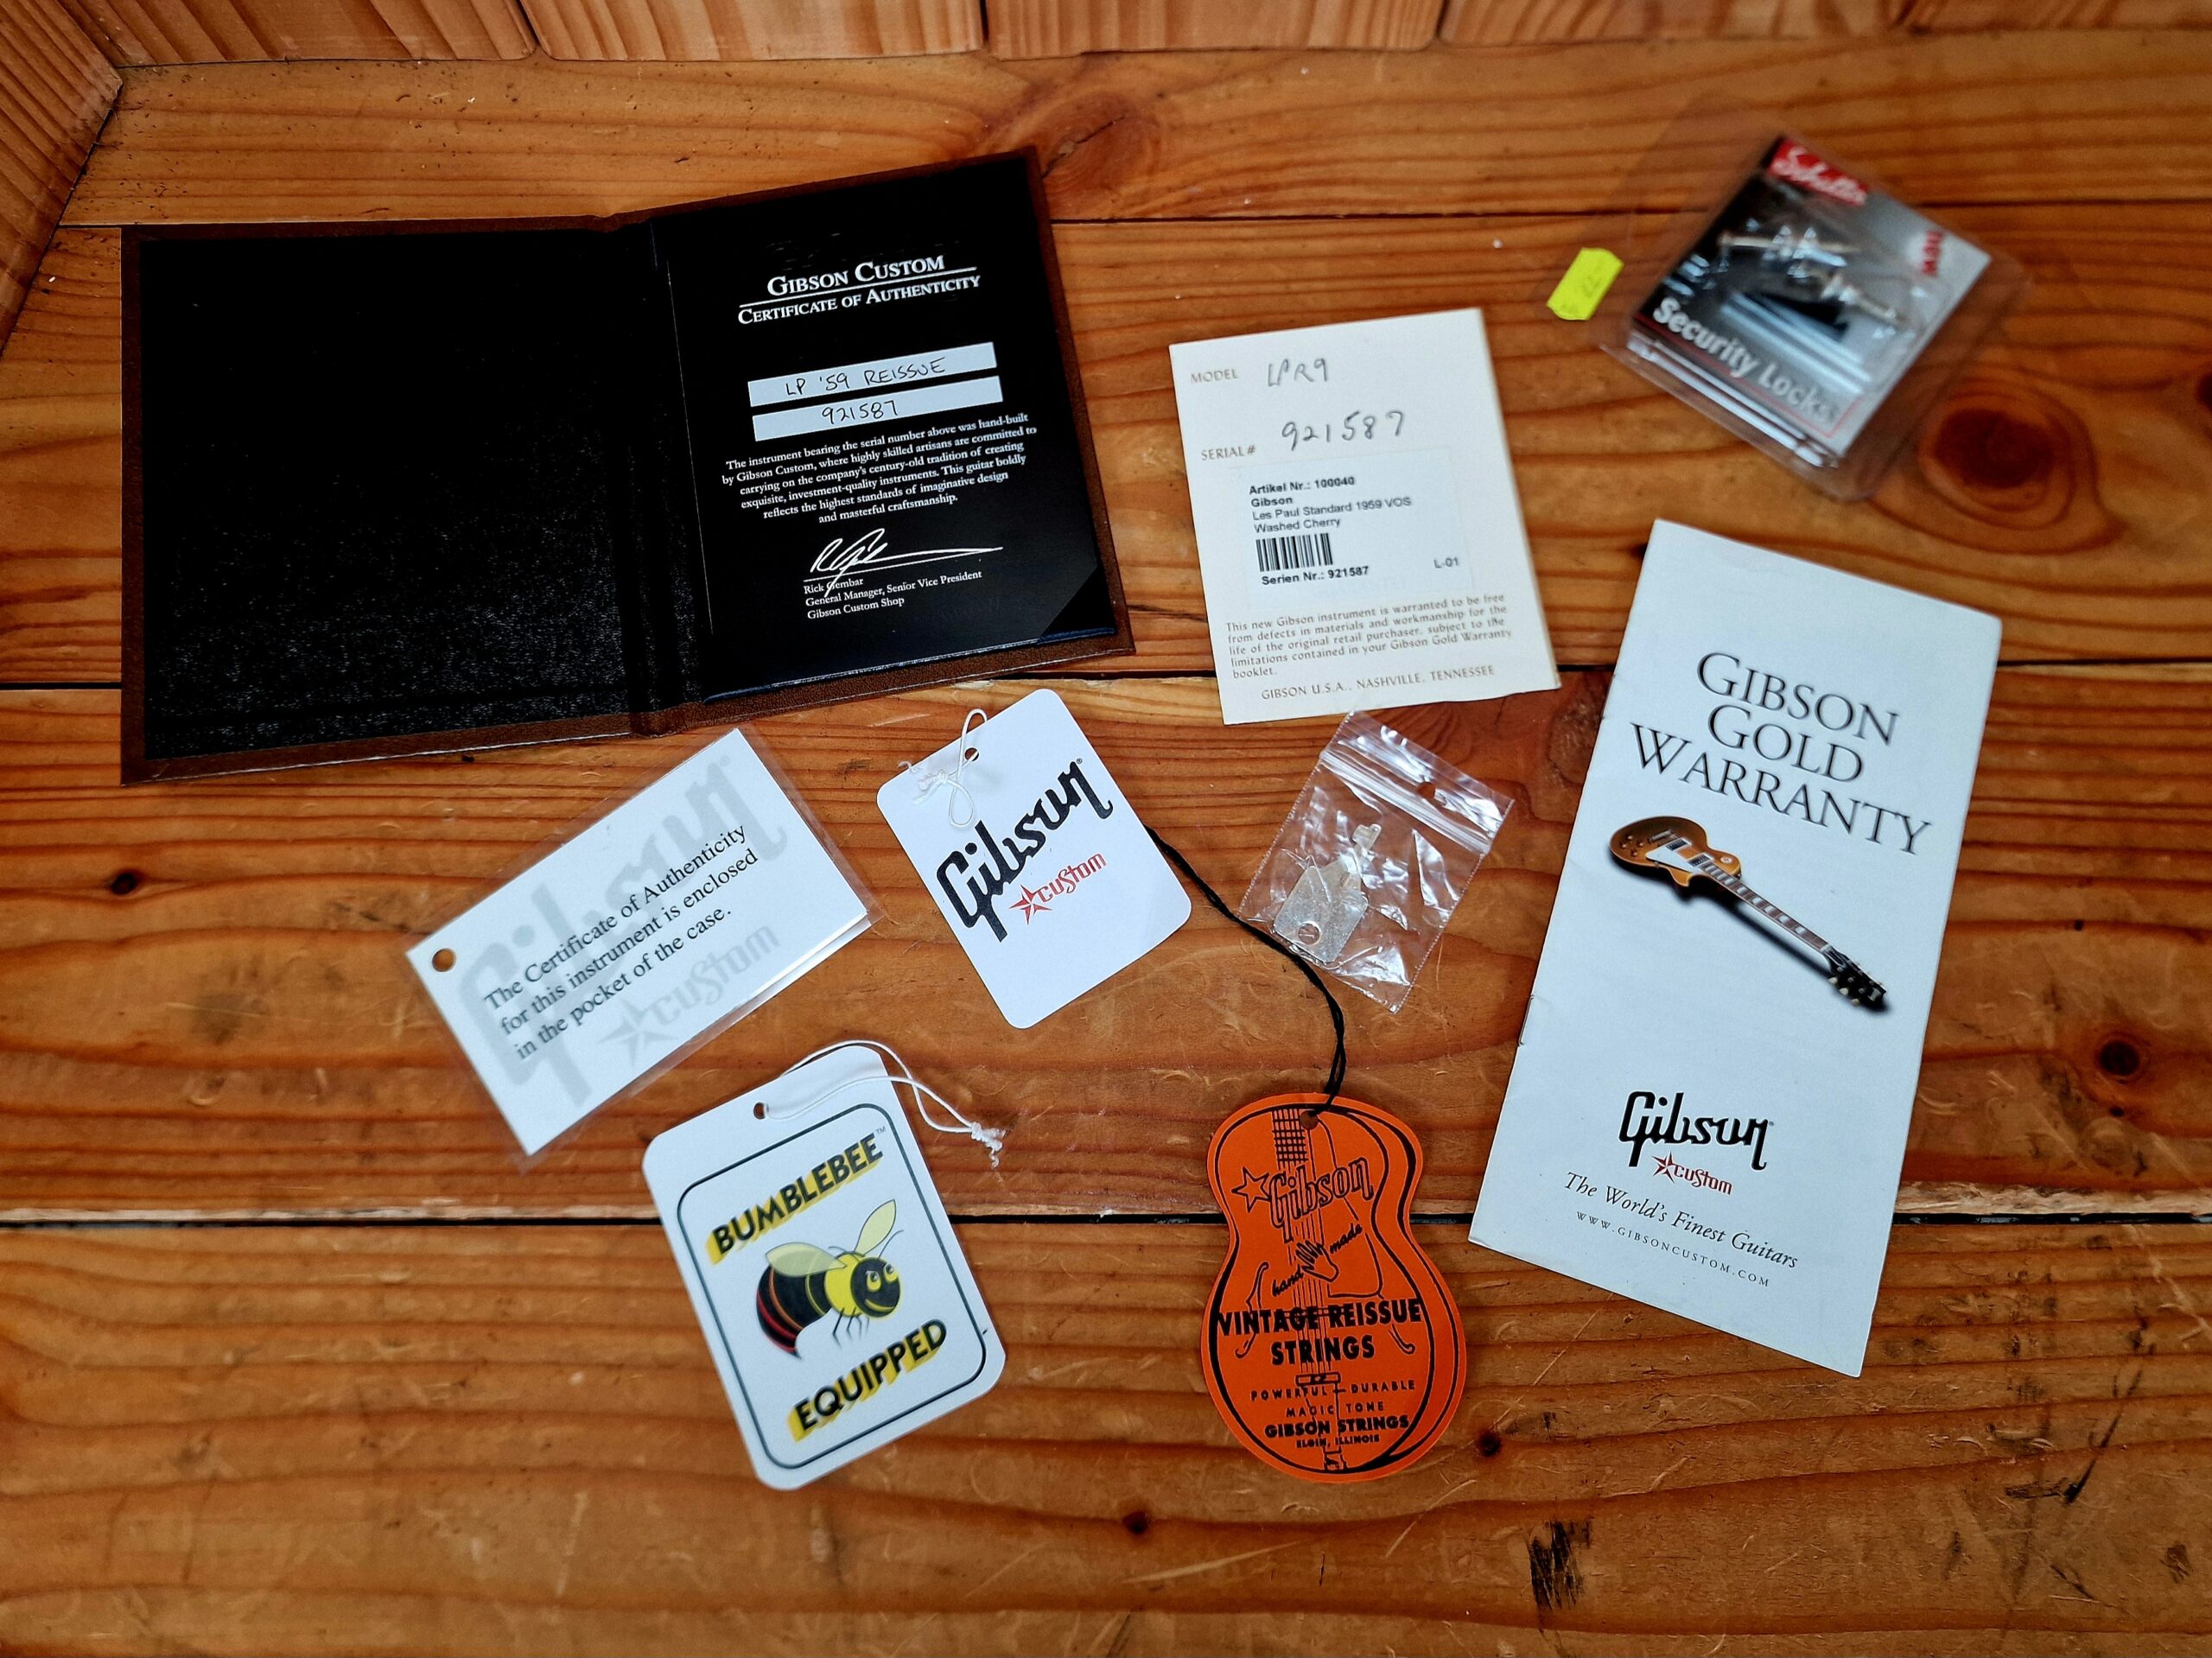 GIBSON CUSTOM
CERTIFICATE OF AUTHENTICITY
LP '59 REISSUE
921587
The instrument bearing the serial number above was hand-built
by Gibson Custom, where highly skilled artisans are committed to
carrying on the company's century-old tradition of creating
exquisite, investment-quality instruments. This guitar boldly
reflects the highest standards of imaginative design
and masterful craftsmanship.
Rick Gembar
General Manager, Senior Vice President
Gibson Custom Shop
MODEL LPR9
SERIAL# 921587
Artikel Nr.: 100040
Gibson
Les Paul Standard 1959 VOS
Washed Cherry
Serien Nr.: 921587 L-01
This new Gibson instrument is warranted to be free
from defects in materials and workmanship for the
life of the original retail purchaser, subject to the
limitations contained in your Gibson Gold Warranty
booklet.
GIBSON U.S.A., NASHVILLE, TENNESSEE
Schaller
Security Locks
GIBSON
GOLD
WARRANTY
Gibson
CUSTOM
The World's Finest Guitars
WWW.GIBSONCUSTOM.COM
Gibson
CUSTOM
The Certificate of Authenticity
for this instrument is enclosed
in the pocket of the case.
Gibson
custom
BUMBLEBEE™
EQUIPPED
Gibson
hand made
VINTAGE REISSUE
STRINGS
POWERFUL - DURABLE
MAGIC TONE
GIBSON STRINGS
ELGIN, ILLINOIS